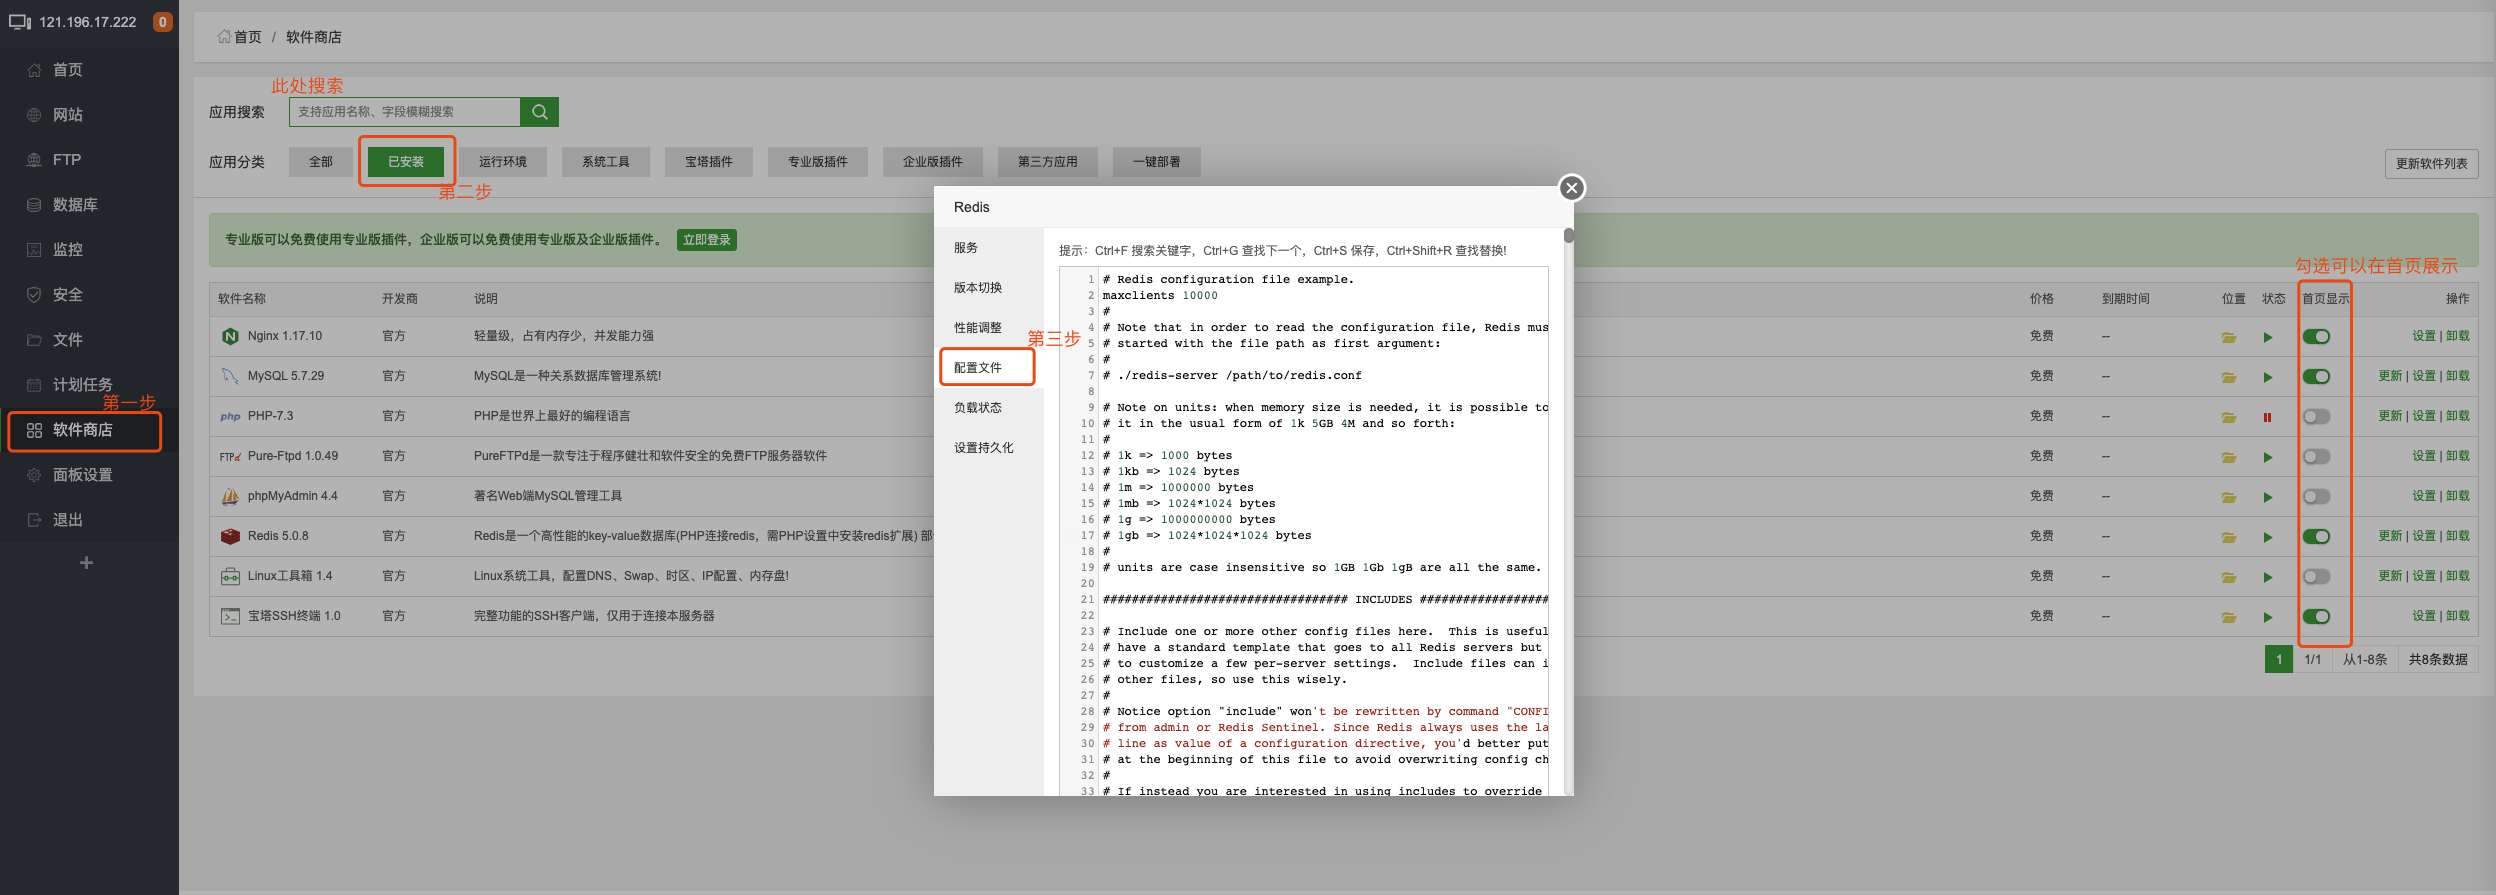 121.196.17.222 0
首页
网站
FTP
数据库
监控
安全
文件
计划任务
第一步
软件商店
面板设置
退出
+
首页 / 软件商店
此处搜索
应用搜索 支持应用名称、字段模糊搜索
应用分类 全部 已安装 运行环境 系统工具 宝塔插件 专业版插件 企业版插件 第三方应用 一键部署 更新软件列表
第二步
专业版可以免费使用专业版插件，企业版可以免费使用专业版及企业版插件。 立即登录
勾选可以在首页展示
软件名称 开发商 说明 价格 到期时间 位置 状态 首页显示 操作
Nginx 1.17.10 官方 轻量级，占有内存少，并发能力强 免费 -- 设置 | 卸载
MySQL 5.7.29 官方 MySQL是一种关系数据库管理系统! 免费 -- 更新 | 设置 | 卸载
php PHP-7.3 官方 PHP是世界上最好的编程语言 免费 -- 更新 | 设置 | 卸载
FTPd Pure-Ftpd 1.0.49 官方 PureFTPd是一款专注于程序健壮和软件安全的免费FTP服务器软件 免费 -- 设置 | 卸载
phpMyAdmin 4.4 官方 著名Web端MySQL管理工具 免费 -- 设置 | 卸载
Redis 5.0.8 官方 Redis是一个高性能的key-value数据库(PHP连接redis，需PHP设置中安装redis扩展) 部 免费 -- 更新 | 设置 | 卸载
Linux工具箱 1.4 官方 Linux系统工具，配置DNS、Swap、时区、IP配置、内存盘! 免费 -- 更新 | 设置 | 卸载
宝塔SSH终端 1.0 官方 完整功能的SSH客户端，仅用于连接本服务器 免费 -- 设置 | 卸载
1 1/1 从1-8条 共8条数据
Redis
服务
版本切换
性能调整
第三步
配置文件
负载状态
设置持久化
提示：Ctrl+F 搜索关键字，Ctrl+G 查找下一个，Ctrl+S 保存，Ctrl+Shift+R 查找替换!
1 # Redis configuration file example.
2 maxclients 10000
3 #
4 # Note that in order to read the configuration file, Redis mus
5 # started with the file path as first argument:
6 #
7 # ./redis-server /path/to/redis.conf
8
9 # Note on units: when memory size is needed, it is possible to
10 # it in the usual form of 1k 5GB 4M and so forth:
11 #
12 # 1k => 1000 bytes
13 # 1kb => 1024 bytes
14 # 1m => 1000000 bytes
15 # 1mb => 1024*1024 bytes
16 # 1g => 1000000000 bytes
17 # 1gb => 1024*1024*1024 bytes
18 #
19 # units are case insensitive so 1GB 1Gb 1gB are all the same.
20
21 ################################## INCLUDES ##################
22
23 # Include one or more other config files here.  This is useful
24 # have a standard template that goes to all Redis servers but
25 # to customize a few per-server settings.  Include files can i
26 # other files, so use this wisely.
27 #
28 # Notice option "include" won't be rewritten by command "CONFI
29 # from admin or Redis Sentinel. Since Redis always uses the la
30 # line as value of a configuration directive, you'd better put
31 # at the beginning of this file to avoid overwriting config ch
32 #
33 # If instead you are interested in using includes to override